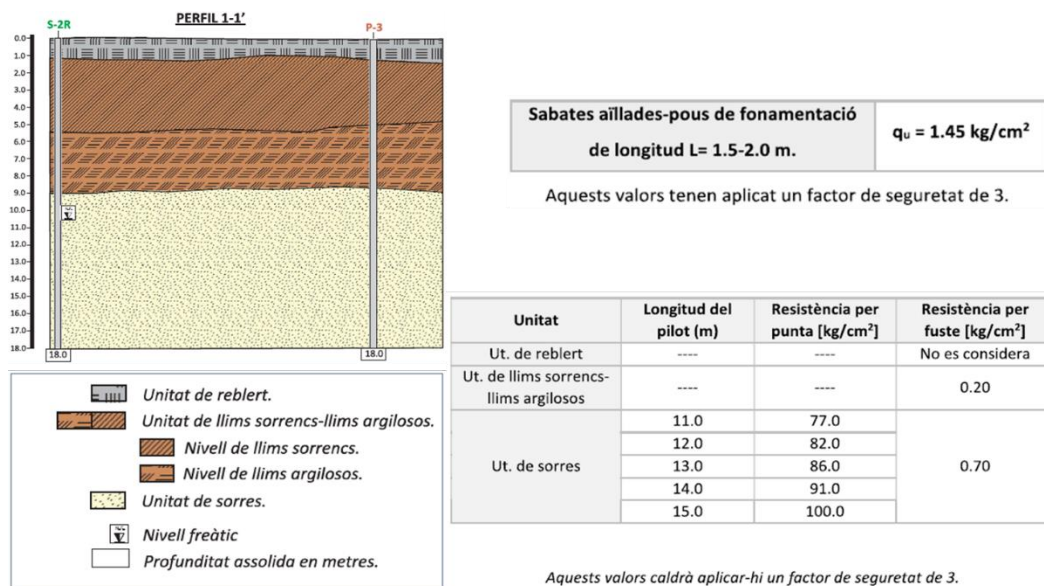 PERFIL 1-1'
S-2R
P-3
0.0
1.0
2.0
3.0
4.0
5.0
6.0
7.0
8.0
9.0
10.0
11.0
12.0
13.0
14.0
15.0
16.0
17.0
18.0
18.0
18.0
Unitat de reblert.
Unitat de llims sorrencs-llims argilosos.
Nivell de llims sorrencs.
Nivell de llims argilosos.
Unitat de sorres.
Nivell freàtic
Profunditat assolida en metres.
Sabates aïllades-pous de fonamentació
de longitud L= 1.5-2.0 m.
qu = 1.45 kg/cm²
Aquests valors tenen aplicat un factor de seguretat de 3.
Unitat
Longitud del
pilot (m)
Resistència per
punta [kg/cm²]
Resistència per
fuste [kg/cm²]
Ut. de reblert ---- ---- No es considera
Ut. de llims sorrencs-
llims argilosos
---- ---- 0.20
Ut. de sorres
11.0 77.0
12.0 82.0
13.0 86.0
14.0 91.0
15.0 100.0
0.70
Aquests valors caldrà aplicar-hi un factor de seguretat de 3.